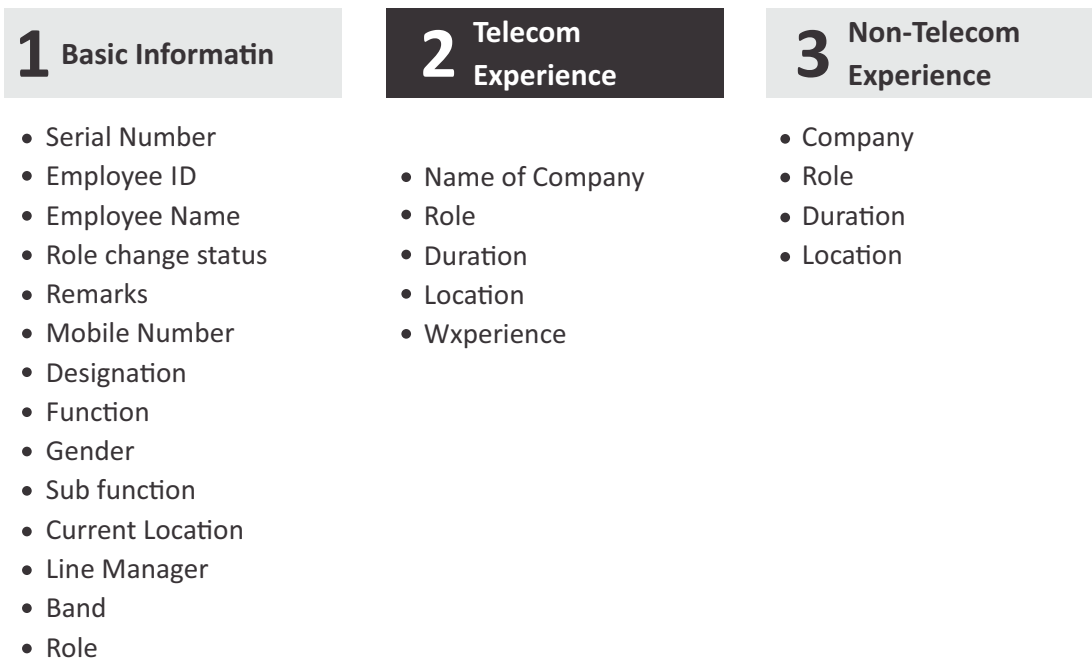 1 Basic Informatin
• Serial Number
• Employee ID
• Employee Name
• Role change status
• Remarks
• Mobile Number
• Designation
• Function
• Gender
• Sub function
• Current Location
• Line Manager
• Band
• Role
2 Telecom
Experience
• Name of Company
• Role
• Duration
• Location
• Wxperience
3 Non-Telecom
Experience
• Company
• Role
• Duration
• Location